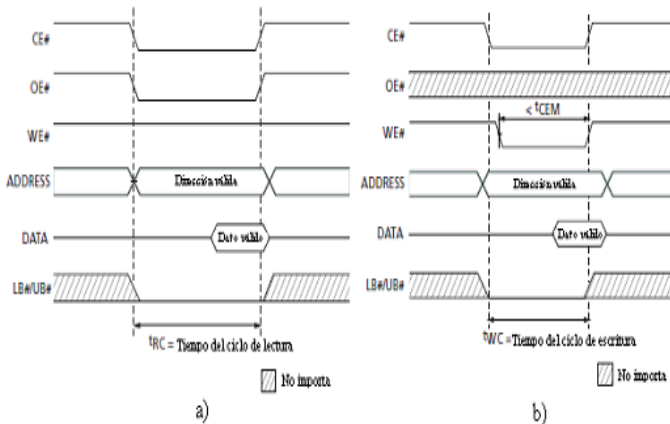 CE#
OE#
WE#
ADDRESS
Dirección válida
DATA
Dato válido
LB#/UB#
tRC = Tiempo del ciclo de lectura
No importa
a)
CE#
OE#
< tCEM
WE#
ADDRESS
Dirección válida
DATA
Dato válido
LB#/UB#
tWC = Tiempo del ciclo de escritura
No importa
b)